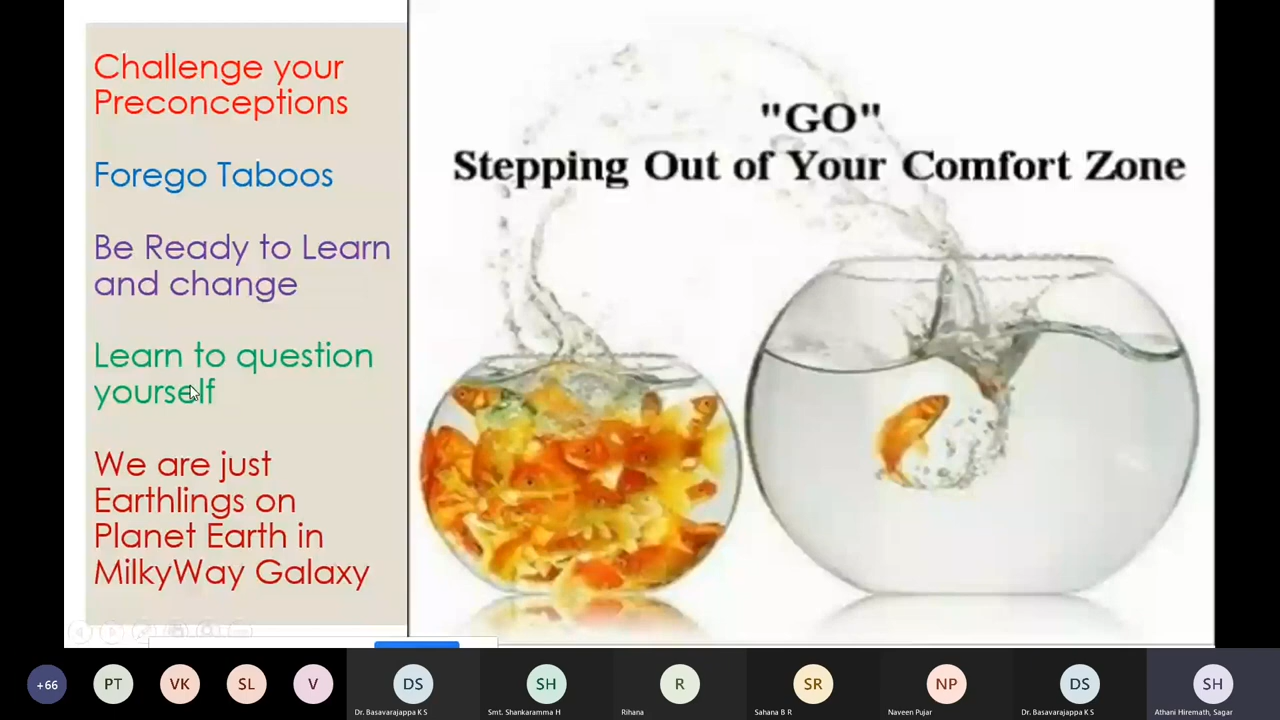 Challenge your
Preconceptions
Forego Taboos
Be Ready to Learn
and change
Learn to question
yourself
We are just
Earthlings on
Planet Earth in
MilkyWay Galaxy
"GO"
Stepping Out of Your Comfort Zone
+66
PT
VK
SL
V
DS
Dr. Basavarajappa K S
SH
Smt. Shankaramma H
R
Rihana
SR
Sahana B R
NP
Naveen Pujar
DS
Dr. Basavarajappa K S
SH
Athani Hiremath, Sagar